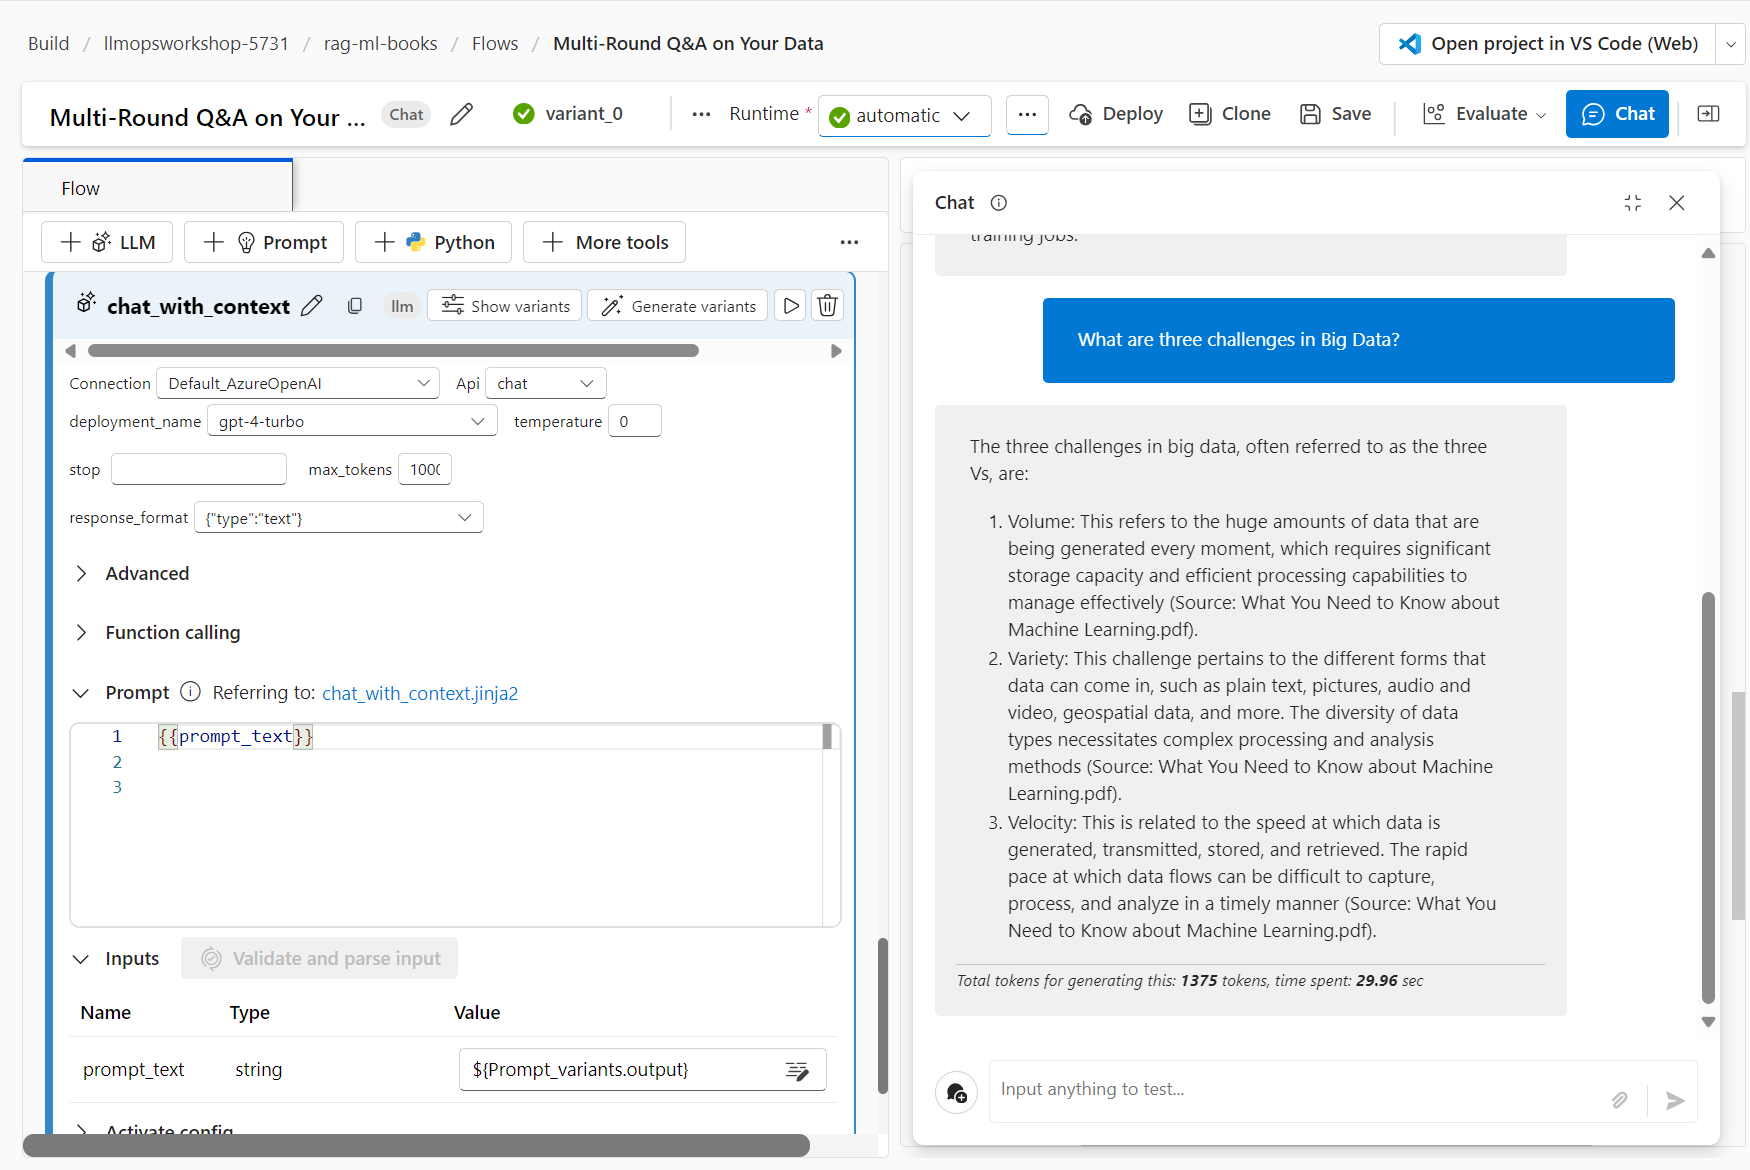 Build / llmopsworkshop-5731 / rag-ml-books / Flows / Multi-Round Q&A on Your Data
Open project in VS Code (Web)
Multi-Round Q&A on Your ...
Chat
variant_0
Runtime *
automatic
Deploy
Clone
Save
Evaluate
Chat
Flow
LLM
Prompt
Python
More tools
chat_with_context
llm
Show variants
Generate variants
Connection
Default_AzureOpenAI
Api
chat
deployment_name
gpt-4-turbo
temperature
0
stop
max_tokens
1000
response_format
{"type":"text"}
Advanced
Function calling
Prompt
Referring to: chat_with_context.jinja2
1 {{prompt_text}}
2
3
Inputs
Validate and parse input
Name Type Value
prompt_text string ${Prompt_variants.output}
Activate config
Chat
training jobs.
What are three challenges in Big Data?
The three challenges in big data, often referred to as the three
Vs, are:
1. Volume: This refers to the huge amounts of data that are
being generated every moment, which requires significant
storage capacity and efficient processing capabilities to
manage effectively (Source: What You Need to Know about
Machine Learning.pdf).
2. Variety: This challenge pertains to the different forms that
data can come in, such as plain text, pictures, audio and
video, geospatial data, and more. The diversity of data
types necessitates complex processing and analysis
methods (Source: What You Need to Know about Machine
Learning.pdf).
3. Velocity: This is related to the speed at which data is
generated, transmitted, stored, and retrieved. The rapid
pace at which data flows can be difficult to capture,
process, and analyze in a timely manner (Source: What You
Need to Know about Machine Learning.pdf).
Total tokens for generating this: 1375 tokens, time spent: 29.96 sec
Input anything to test...